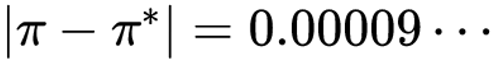 |π − π*| = 0.00009 ⋯